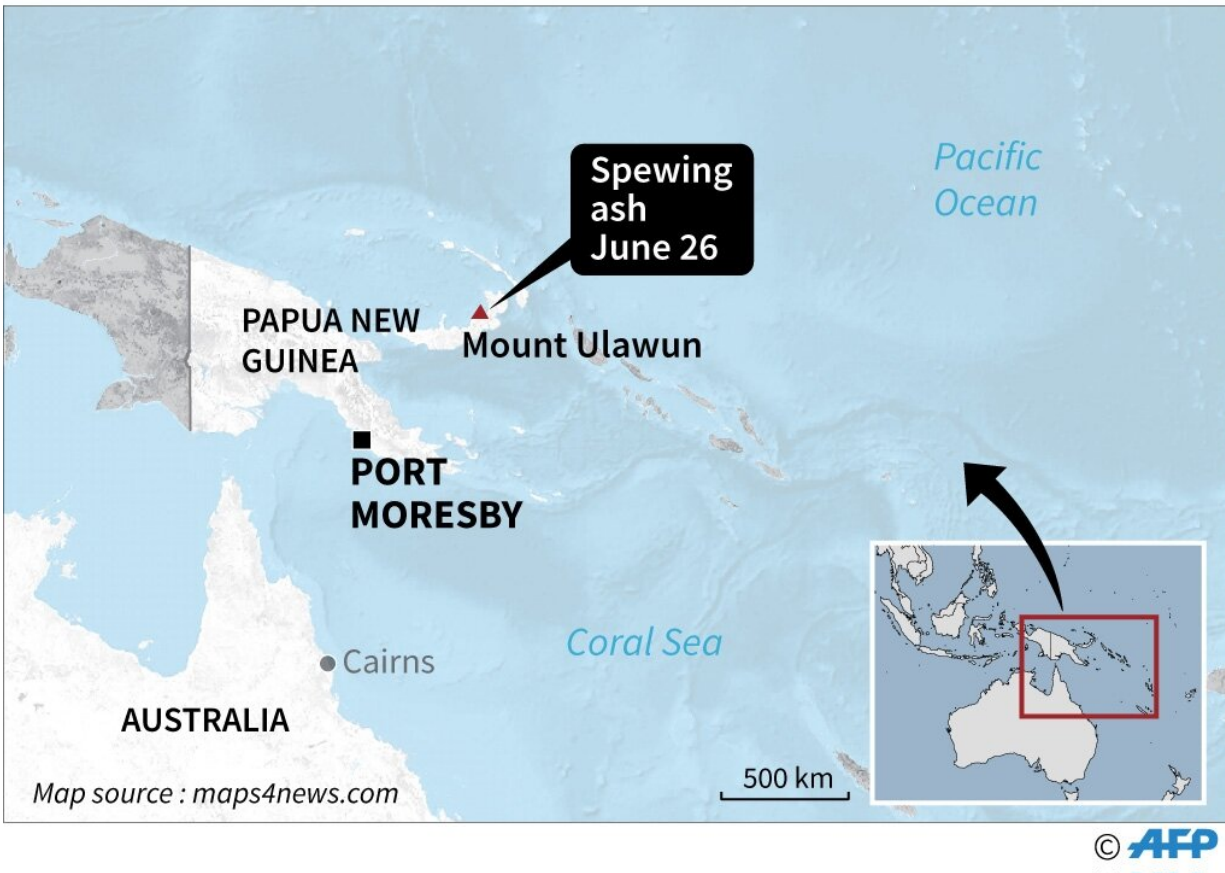 Spewing
ash
June 26
Pacific
Ocean
PAPUA NEW
GUINEA
Mount Ulawun
PORT
MORESBY
Coral Sea
Cairns
AUSTRALIA
500 km
Map source : maps4news.com
© AFP